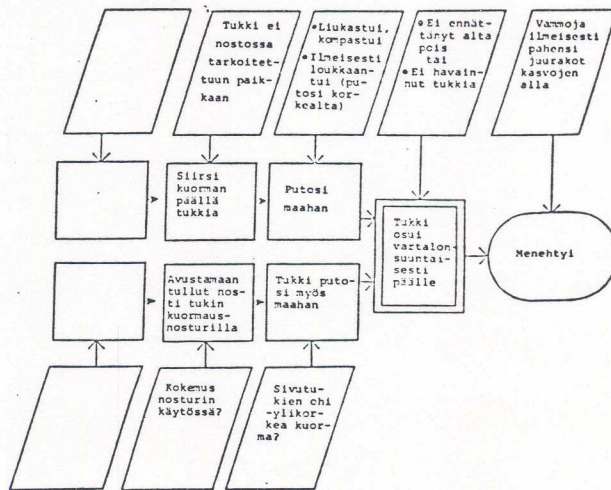 Tukki ei
nostossa
tarkoitet-
tuun paik-
kaan
●Liukastui,
kompastui
●Ilmeisesti
loukkaan-
tui (pu-
tosi kor-
kealta)
● Ei ennät-
tänyt alta
pois
tai
● Ei havain-
nut tukkia
Vammoja
ilmeisesti
pahensi
juurakot
kasvojen
alla
Siirsi
kuorman
päällä
tukkia
Putosi
maahan
Tukki
osui
vartalon-
suuntai-
sesti
päälle
Menehtyi
Avustamaan
tullut nos-
ti tukin
kuormaus-
nosturilla
Tukki puto-
si myös
maahan
Kokemus
nosturin
käytössä?
Sivutu-
kien ohi
-ylikor-
kea kuor-
ma?